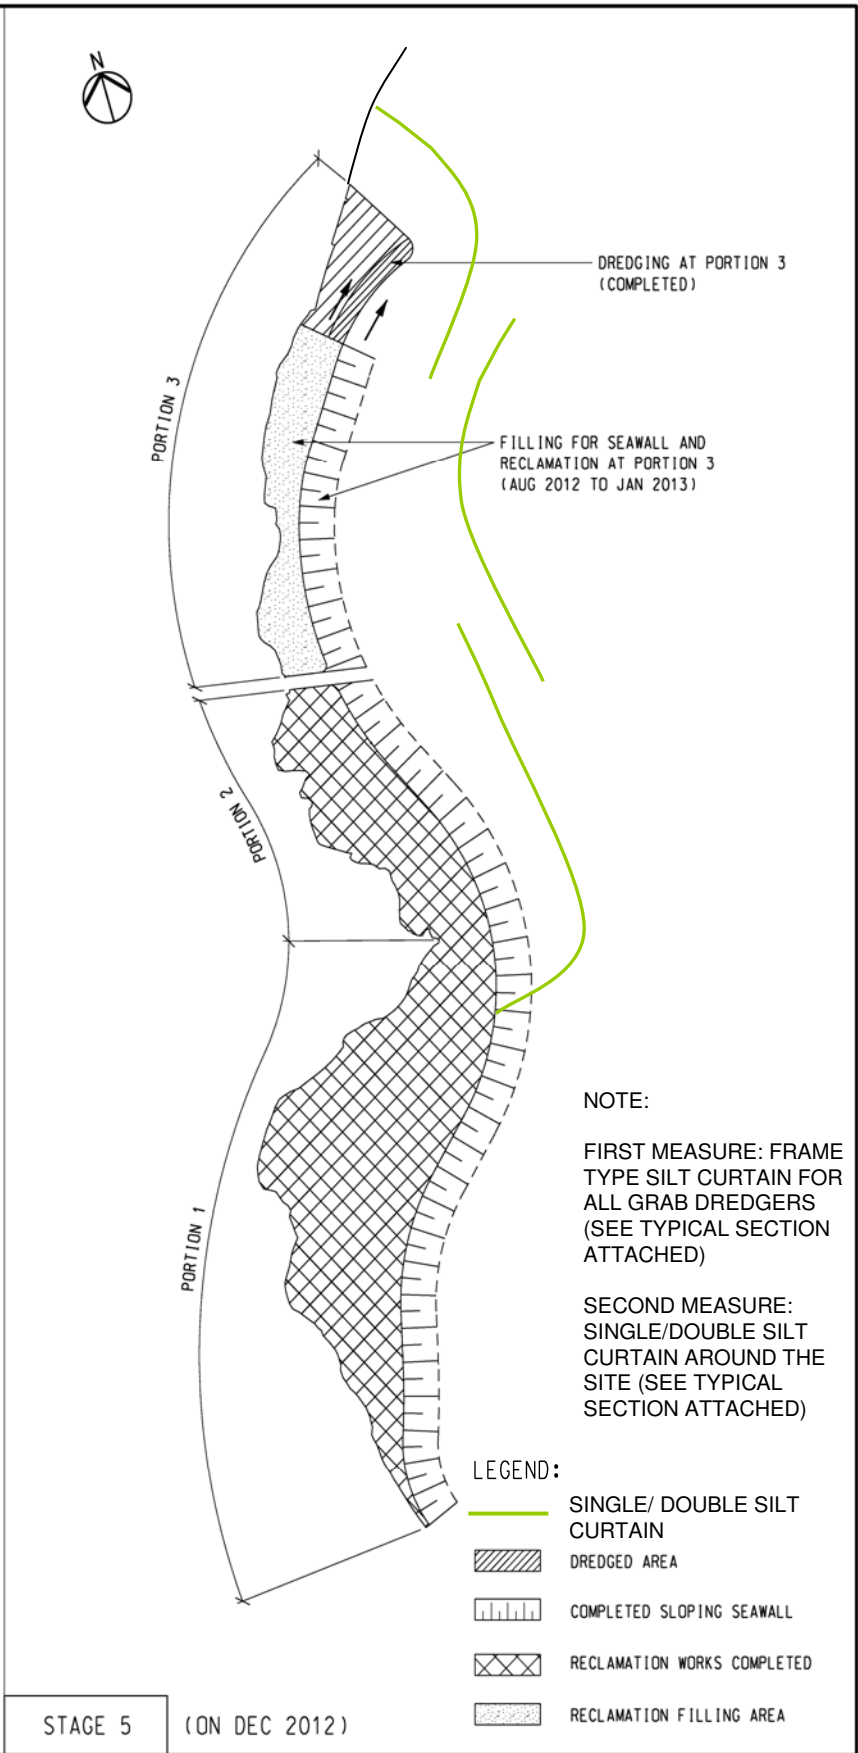 N
DREDGING AT PORTION 3
(COMPLETED)
PORTION 3
FILLING FOR SEAWALL AND
RECLAMATION AT PORTION 3
(AUG 2012 TO JAN 2013)
PORTION 2
PORTION 1
NOTE:
FIRST MEASURE: FRAME
TYPE SILT CURTAIN FOR
ALL GRAB DREDGERS
(SEE TYPICAL SECTION
ATTACHED)
SECOND MEASURE:
SINGLE/DOUBLE SILT
CURTAIN AROUND THE
SITE (SEE TYPICAL
SECTION ATTACHED)
LEGEND:
SINGLE/ DOUBLE SILT
CURTAIN
DREDGED AREA
COMPLETED SLOPING SEAWALL
RECLAMATION WORKS COMPLETED
RECLAMATION FILLING AREA
STAGE 5 (ON DEC 2012)